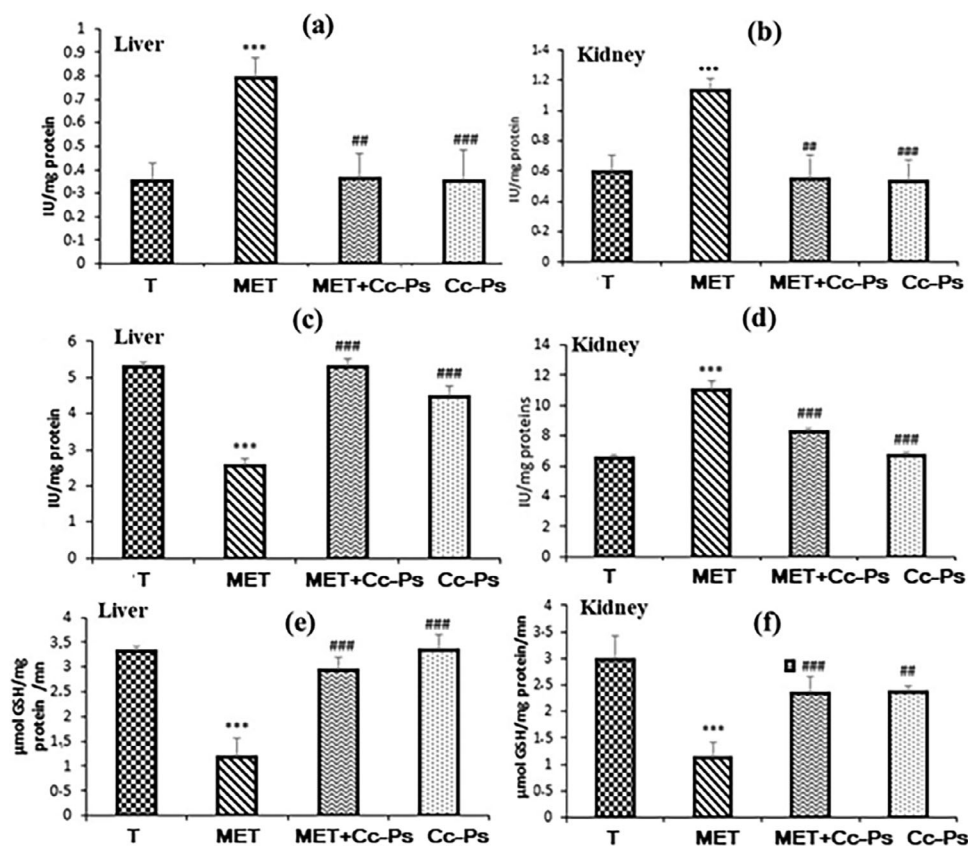 (a)
Liver
IU/mg protein
1
0·9
0·8
0·7
0·6
0·5
0·4
0·3
0·2
0·1
0
***
##
###
T MET MET+Cc-Ps Cc-Ps
(b)
Kidney
IU/mg protein
1·4
1·2
1
0·8
0·6
0·4
0·2
0
***
##
###
T MET MET+Cc-Ps Cc-Ps
(c)
Liver
IU/mg protein
6
5
4
3
2
1
0
***
###
###
T MET MET+Cc-Ps Cc-Ps
(d)
Kidney
IU/mg proteins
14
12
10
8
6
4
2
0
***
###
###
T MET MET+Cc-Ps Cc-Ps
(e)
Liver
µmol GSH/mg
protein /mn
4
3·5
3
2·5
2
1·5
1
0·5
0
***
###
###
T MET MET+Cc-Ps Cc-Ps
(f)
Kidney
µmol GSH/mg protein/mn
4
3·5
3
2·5
2
1·5
1
0·5
0
***
###
##
T MET MET+Cc-Ps Cc-Ps